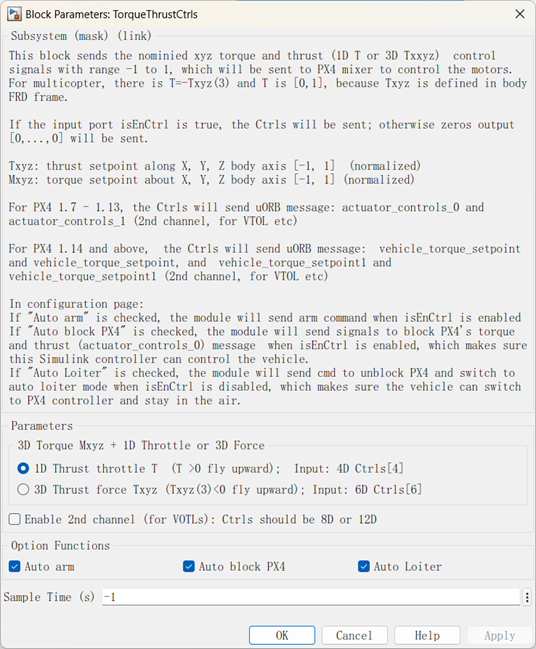 Block Parameters: TorqueThrustCtrls
Subsystem (mask) (link)
This block sends the nominied xyz torque and thrust (1D T or 3D Txxyz)  control
signals with range -1 to 1, which will be sent to PX4 mixer to control the motors.
For multicopter, there is T=-Txyz(3) and T is [0,1], because Txyz is defined in body
FRD frame.
If the input port isEnCtrl is true, the Ctrls will be sent; otherwise zeros output
[0,...,0] will be sent.
Txyz: thrust setpoint along X, Y, Z body axis [-1, 1]  (normalized)
Mxyz: torque setpoint about X, Y, Z body axis [-1, 1] (normalized)
For PX4 1.7 - 1.13, the Ctrls will send uORB message: actuator_controls_0 and
actuator_controls_1 (2nd channel, for VTOL etc)
For PX4 1.14 and above,  the Ctrls will send uORB message:  vehicle_torque_setpoint
and vehicle_torque_setpoint, and  vehicle_torque_setpoint1 and
vehicle_torque_setpoint1 (2nd channel, for VTOL etc)
In configuration page:
If "Auto arm" is checked, the module will send arm command when isEnCtrl is enabled
If "Auto block PX4" is checked, the module will send signals to block PX4's torque
and thrust (actuator_controls_0) message  when isEnCtrl is enabled, which makes sure
this Simulink controller can control the vehicle.
If "Auto Loiter" is checked, the module will send cmd to unblock PX4 and switch to
auto loiter mode when isEnCtrl is disabled, which makes sure the vehicle can switch
to PX4 controller and stay in the air.
Parameters
3D Torque Mxyz + 1D Throttle or 3D Force
1D Thrust throttle T  (T >0 fly upward);  Input: 4D Ctrls[4]
3D Thrust force Txyz (Txyz(3)<0 fly upward); Input: 6D Ctrls[6]
Enable 2nd channel (for VOTLs): Ctrls should be 8D or 12D
Option Functions
Auto arm
Auto block PX4
Auto Loiter
Sample Time (s) -1
OK
Cancel
Help
Apply